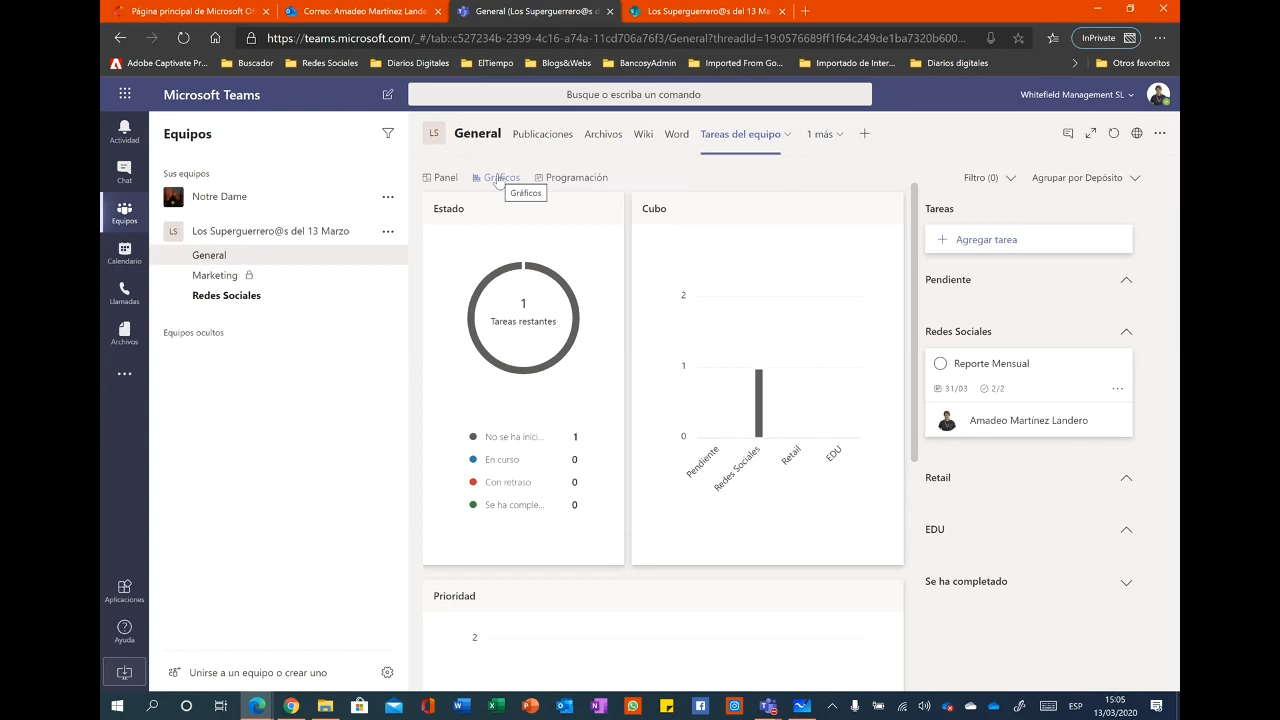 Página principal de Microsoft Of
Correo: Amadeo Martínez Lande
General (Los Superguerrero@s d
Los Superguerrero@s del 13 Ma
https://teams.microsoft.com/_#/tab::c527234b-2399-4c16-a74a-11cd706a76f3/General?threadId=19:0576689ff1f164c249de1ba7320b600...
InPrivate
Adobe Captivate Pr...
Buscador
Redes Sociales
Diarios Digitales
ElTiempo
Blogs&Webs
BancosyAdmin
Imported From Go...
Importado de Inter...
Diarios digitales
Otros favoritos
Microsoft Teams
Busque o escriba un comando
Whitefield Management SL
Actividad
Chat
Equipos
Calendario
Llamadas
Archivos
Aplicaciones
Ayuda
Equipos
Sus equipos
Notre Dame
LS Los Superguerrero@s del 13 Marzo
General
Marketing
Redes Sociales
Equipos ocultos
Unirse a un equipo o crear uno
LS General Publicaciones Archivos Wiki Word Tareas del equipo 1 más
Panel Gráficos Programación
Gráficos
Filtro (0) Agrupar por Depósito
Estado
1
Tareas restantes
No se ha inici... 1
En curso 0
Con retraso 0
Se ha comple... 0
Cubo
2
1
0
Pendiente
Redes Sociales
Retail
EDU
Prioridad
2
Tareas
Agregar tarea
Pendiente
Redes Sociales
Reporte Mensual
31/03 2/2
Amadeo Martínez Landero
Retail
EDU
Se ha completado
ESP
15:05
13/03/2020